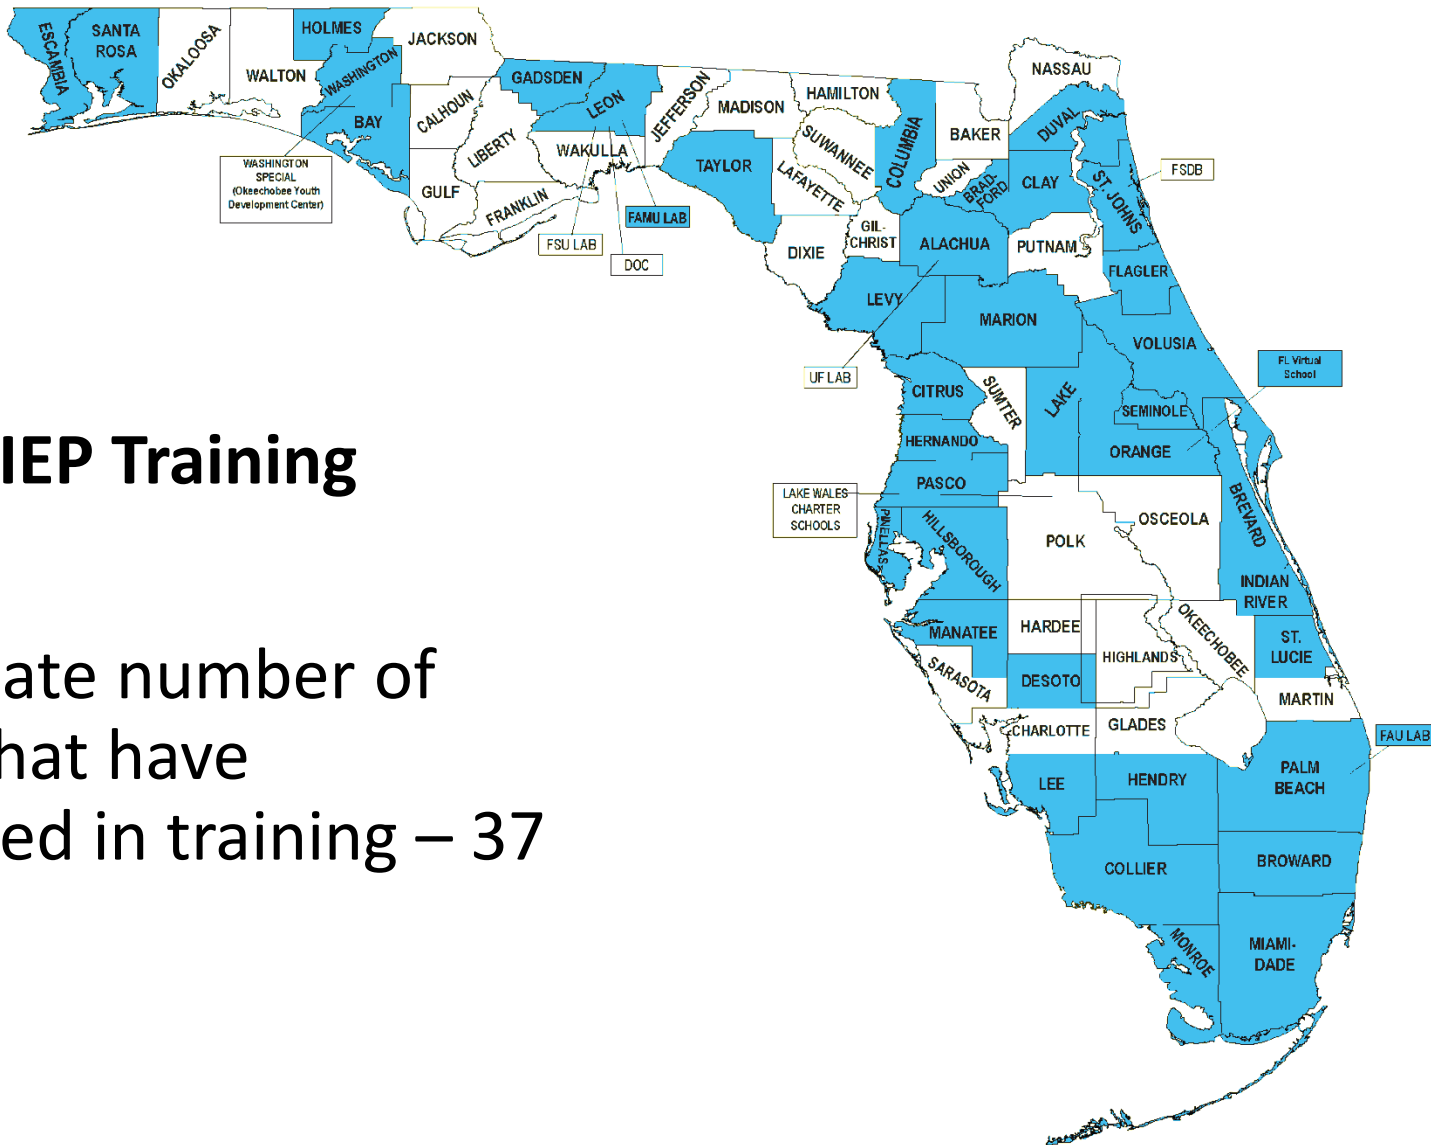 ESCAMBIA
SANTA
ROSA
OKALOOSA
WALTON
HOLMES
WASHINGTON
BAY
JACKSON
CALHOUN
GULF
LIBERTY
FRANKLIN
GADSDEN
LEON
WAKULLA
JEFFERSON
MADISON
TAYLOR
HAMILTON
SUWANNEE
LAFAYETTE
DIXIE
COLUMBIA
GIL-
CHRIST
BAKER
UNION
BRAD-
FORD
NASSAU
DUVAL
CLAY
ST. JOHNS
FSDB
WASHINGTON
SPECIAL
(Okeechobee Youth
Development Center)
FSU LAB
DOC
FAMU LAB
ALACHUA
PUTNAM
FLAGLER
LEVY
MARION
VOLUSIA
UF LAB
CITRUS
SUMTER
LAKE
SEMINOLE
ORANGE
FL Virtual
School
HERNANDO
PASCO
LAKE WALES
CHARTER
SCHOOLS
PINELLAS
HILLSBOROUGH
POLK
OSCEOLA
BREVARD
INDIAN
RIVER
MANATEE
HARDEE
HIGHLANDS
OKEECHOBEE
ST.
LUCIE
SARASOTA
DESOTO
MARTIN
CHARLOTTE
GLADES
FAU LAB
LEE
HENDRY
PALM
BEACH
COLLIER
BROWARD
MONROE
MIAMI-
DADE
IEP Training
ate number of
hat have
ed in training – 37